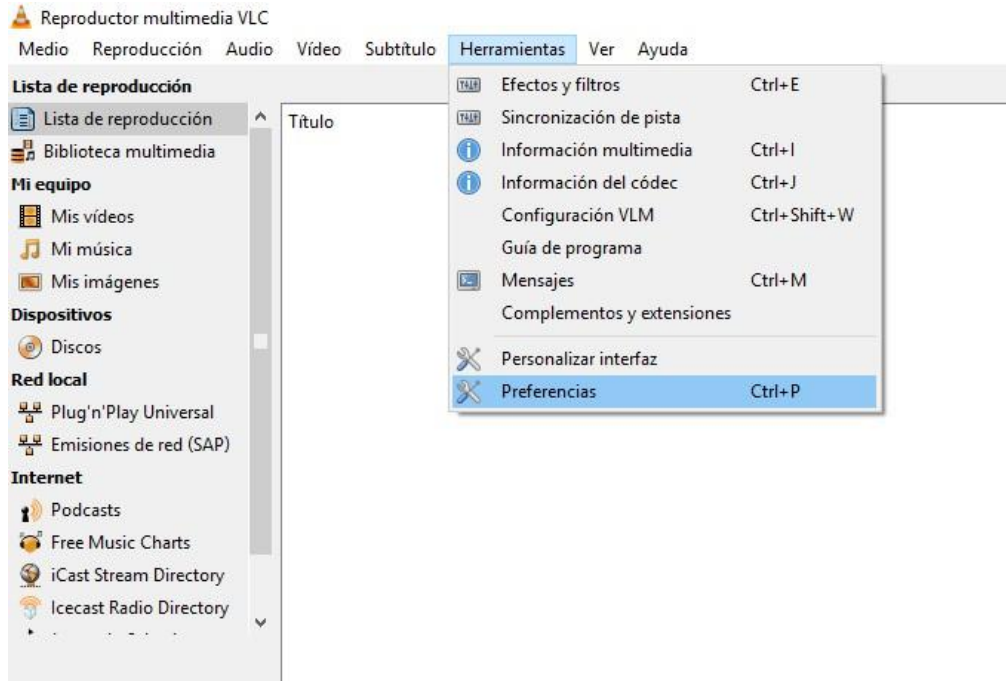 Reproductor multimedia VLC
Medio Reproducción Audio Vídeo Subtítulo Herramientas Ver Ayuda
Lista de reproducción
Lista de reproducción
Biblioteca multimedia
Mi equipo
Mis vídeos
Mi música
Mis imágenes
Dispositivos
Discos
Red local
Plug'n'Play Universal
Emisiones de red (SAP)
Internet
Podcasts
Free Music Charts
iCast Stream Directory
Icecast Radio Directory
Título
Efectos y filtros Ctrl+E
Sincronización de pista
Información multimedia Ctrl+I
Información del códec Ctrl+J
Configuración VLM Ctrl+Shift+W
Guía de programa
Mensajes Ctrl+M
Complementos y extensiones
Personalizar interfaz
Preferencias Ctrl+P